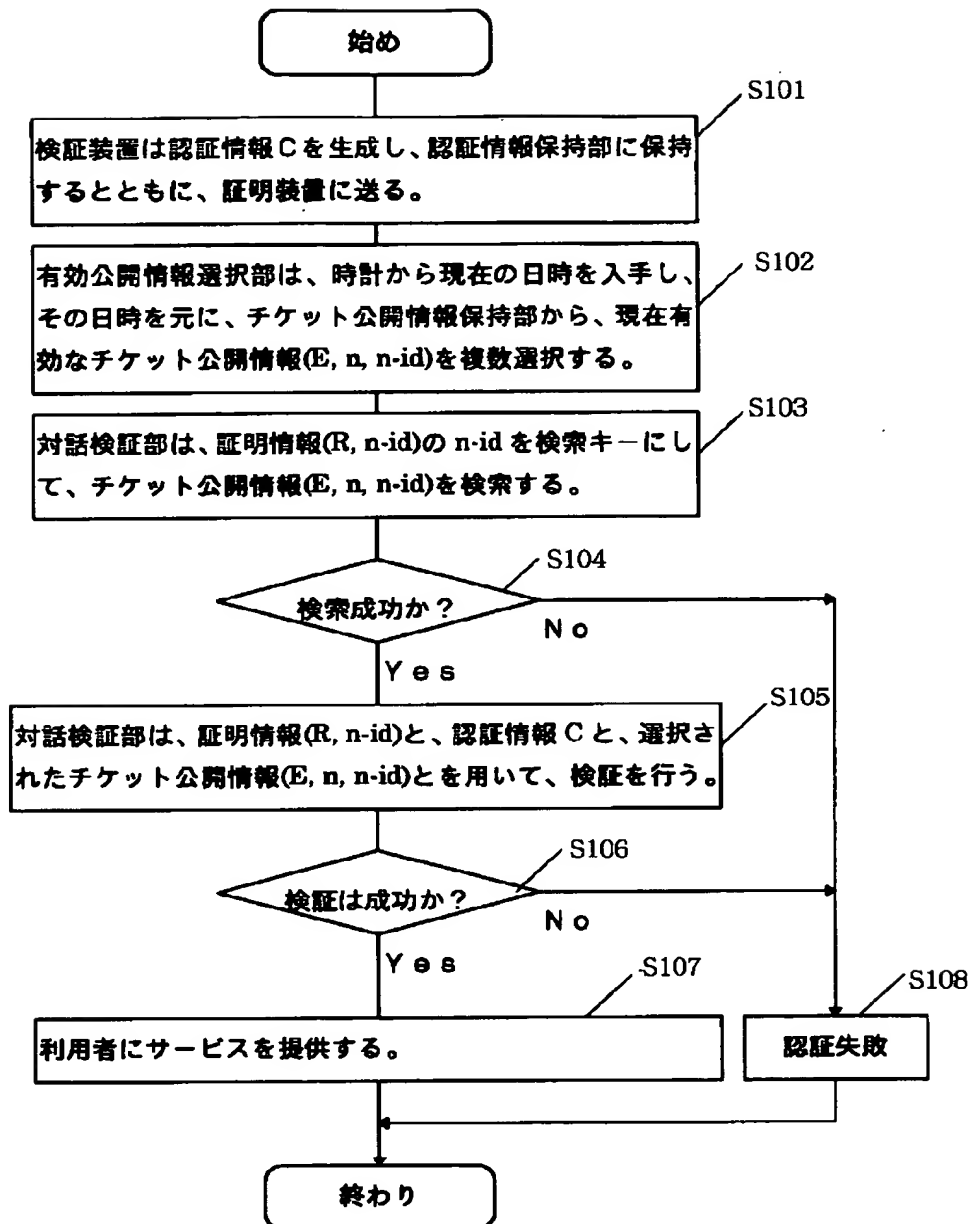 始め
S101
検証装置は認証情報Cを生成し、認証情報保持部に保持
するとともに、証明装置に送る。
S102
有効公開情報選択部は、時計から現在の日時を入手し、
その日時を元に、チケット公開情報保持部から、現在有
効なチケット公開情報(E, n, n-id)を複数選択する。
S103
対話検証部は、証明情報(R, n-id)の n-id を検索キーにし
て、チケット公開情報(E, n, n-id)を検索する。
S104
検索成功か？
No
Yes
S105
対話検証部は、証明情報(R, n-id)と、認証情報 C と、選択さ
れたチケット公開情報(E, n, n-id)とを用いて、検証を行う。
S106
検証は成功か？
No
Yes
S107
S108
利用者にサービスを提供する。
認証失敗
終わり